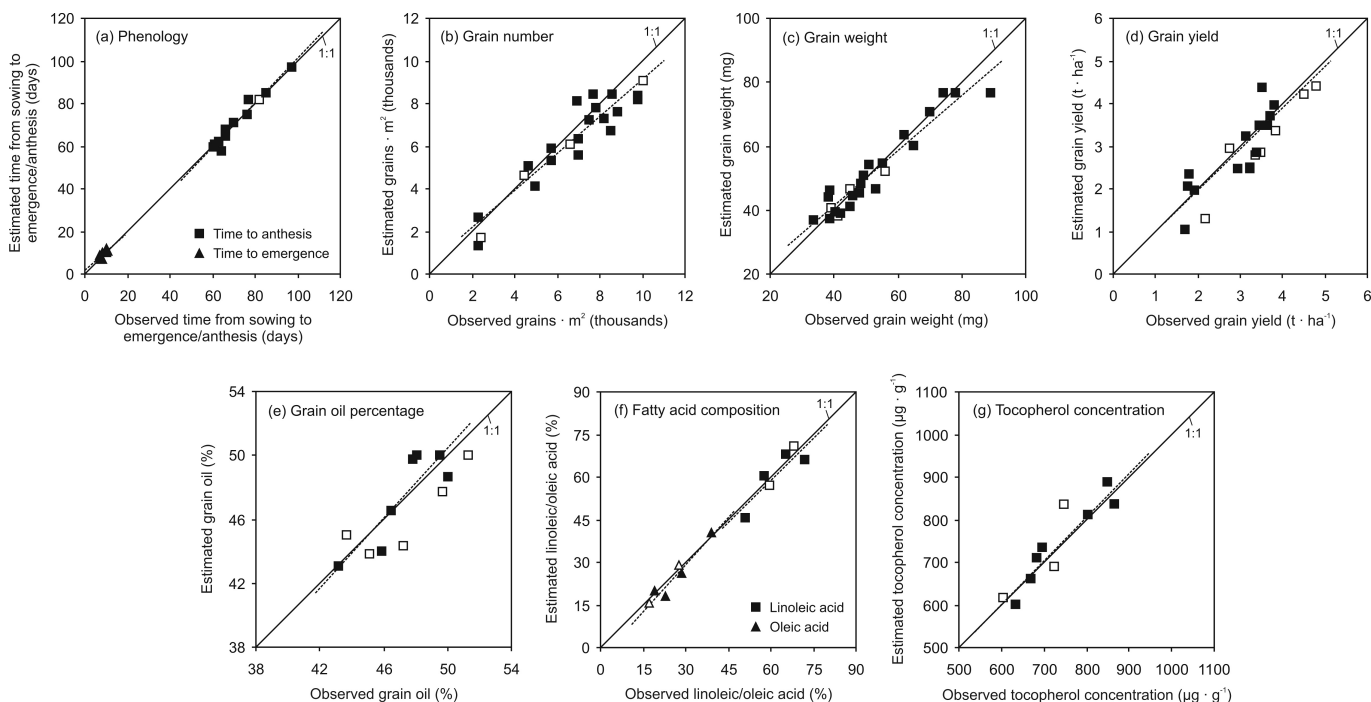 (a) Phenology
1:1
Estimated time from sowing to
emergence/anthesis (days)
120
100
80
60
40
20
0
Time to anthesis
Time to emergence
0 20 40 60 80 100 120
Observed time from sowing to
emergence/anthesis (days)
(b) Grain number
1:1
Estimated grains · m² (thousands)
12
10
8
6
4
2
0
0 2 4 6 8 10 12
Observed grains · m² (thousands)
(c) Grain weight
1:1
Estimated grain weight (mg)
100
80
60
40
20
20 40 60 80 100
Observed grain weight (mg)
(d) Grain yield
1:1
Estimated grain yield (t · ha⁻¹)
6
5
4
3
2
1
0
0 1 2 3 4 5 6
Observed grain yield (t · ha⁻¹)
(e) Grain oil percentage
1:1
Estimated grain oil (%)
54
50
46
42
38
38 42 46 50 54
Observed grain oil (%)
(f) Fatty acid composition
1:1
Estimated linoleic/oleic acid (%)
90
75
60
45
30
15
0
Linoleic acid
Oleic acid
0 15 30 45 60 75 90
Observed linoleic/oleic acid (%)
(g) Tocopherol concentration
1:1
Estimated tocopherol concentration (µg · g⁻¹)
1100
1000
900
800
700
600
500
500 600 700 800 900 1000 1100
Observed tocopherol concentration (µg · g⁻¹)